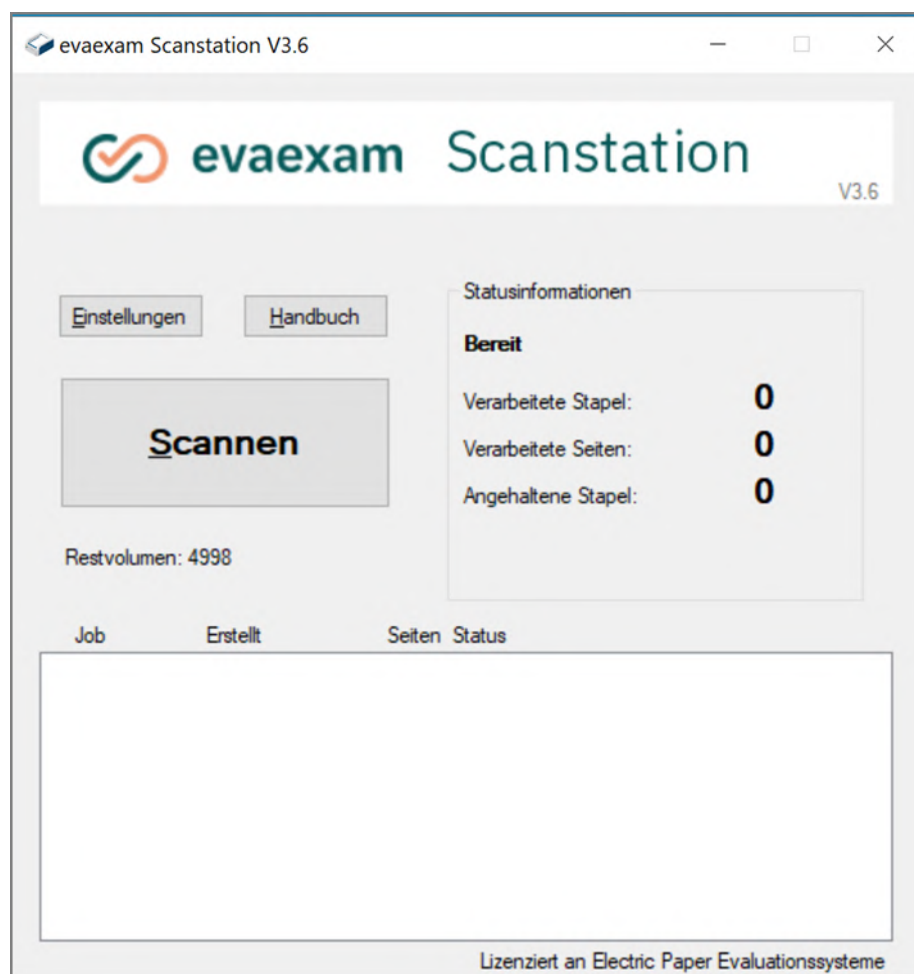 evaexam Scanstation V3.6
evaexam Scanstation
V3.6
Einstellungen Handbuch
Scannen
Restvolumen: 4998
Statusinformationen
Bereit
Verarbeitete Stapel: 0
Verarbeitete Seiten: 0
Angehaltene Stapel: 0
Job Erstellt Seiten Status
Lizenziert an Electric Paper Evaluationssysteme